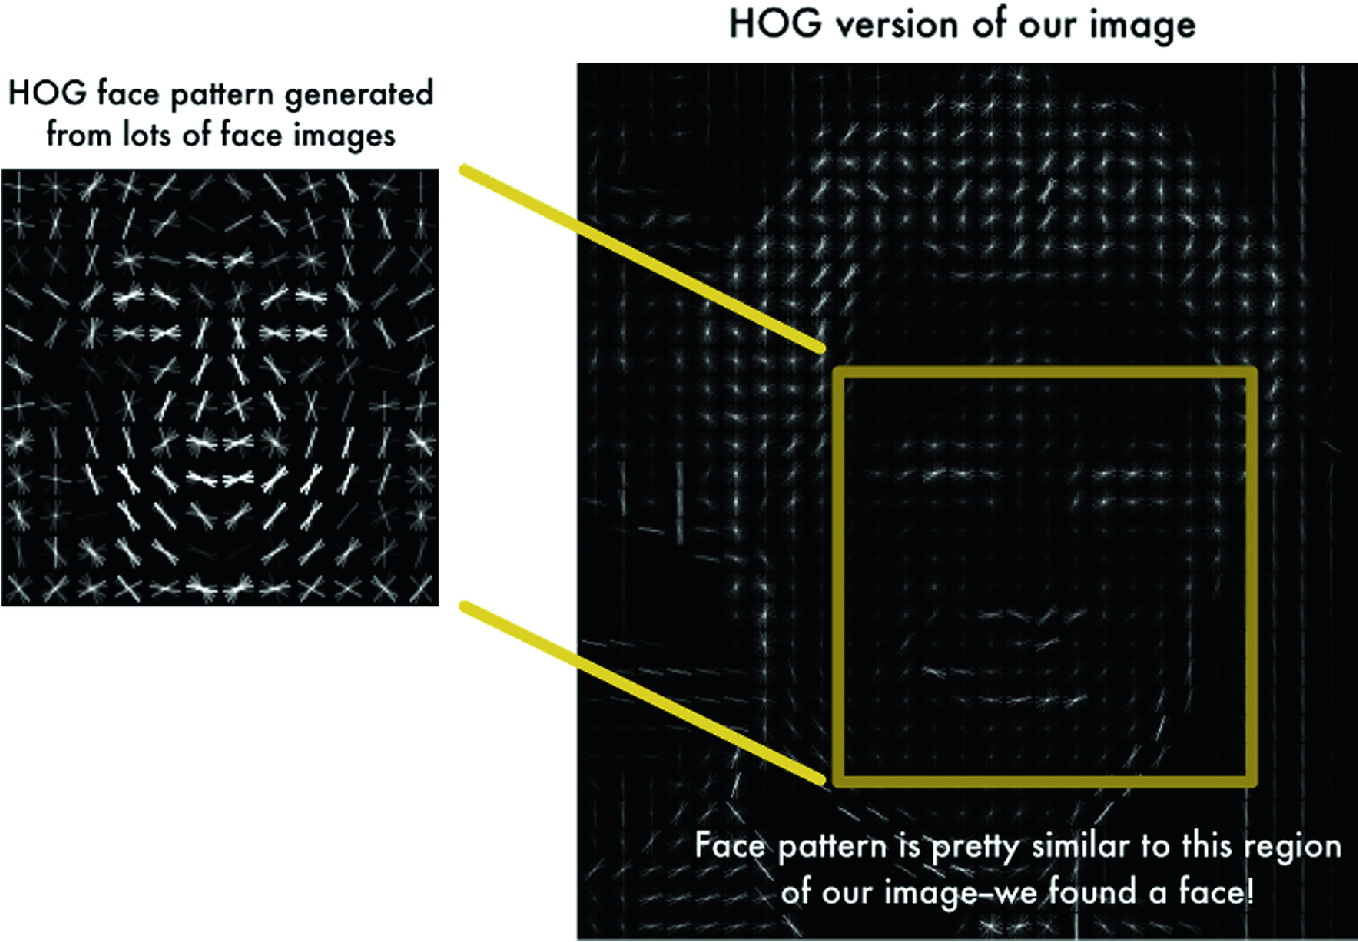 HOG version of our image
HOG face pattern generated
from lots of face images
Face pattern is pretty similar to this region
of our image–we found a face!